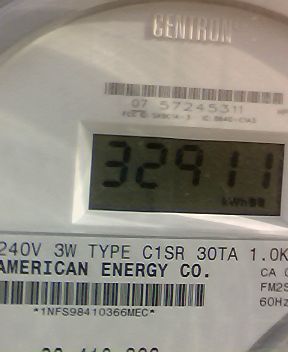 CENTRON
07 57245311
32911
kWh
240V 3W TYPE C1SR 30TA 1.0K
AMERICAN ENERGY CO.
CA
FM2S
60Hz
*1NFS98410366MEC*